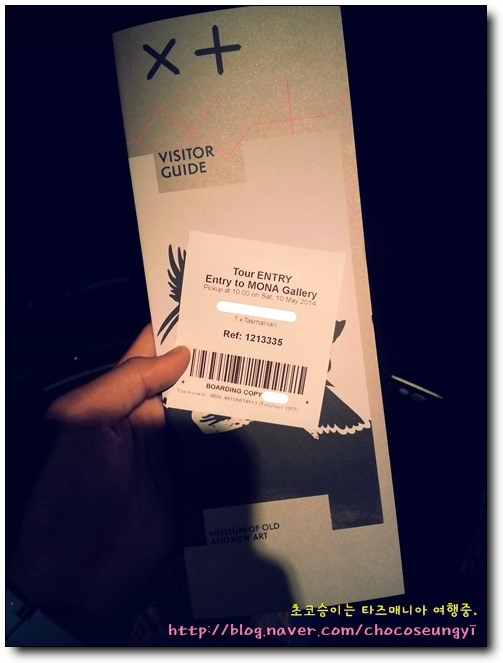 ×+
VISITOR
GUIDE
Tour ENTRY
Entry to MONA Gallery
Pickup at 10:00 on Sat, 10 May 2014
1 x Tasmanian
Ref: 1213335
BOARDING COPY
MUSEUM OF OLD
AND NEW ART
초코승이는 타즈매니아 여행중.
http://blog.naver.com/chocoseungyi